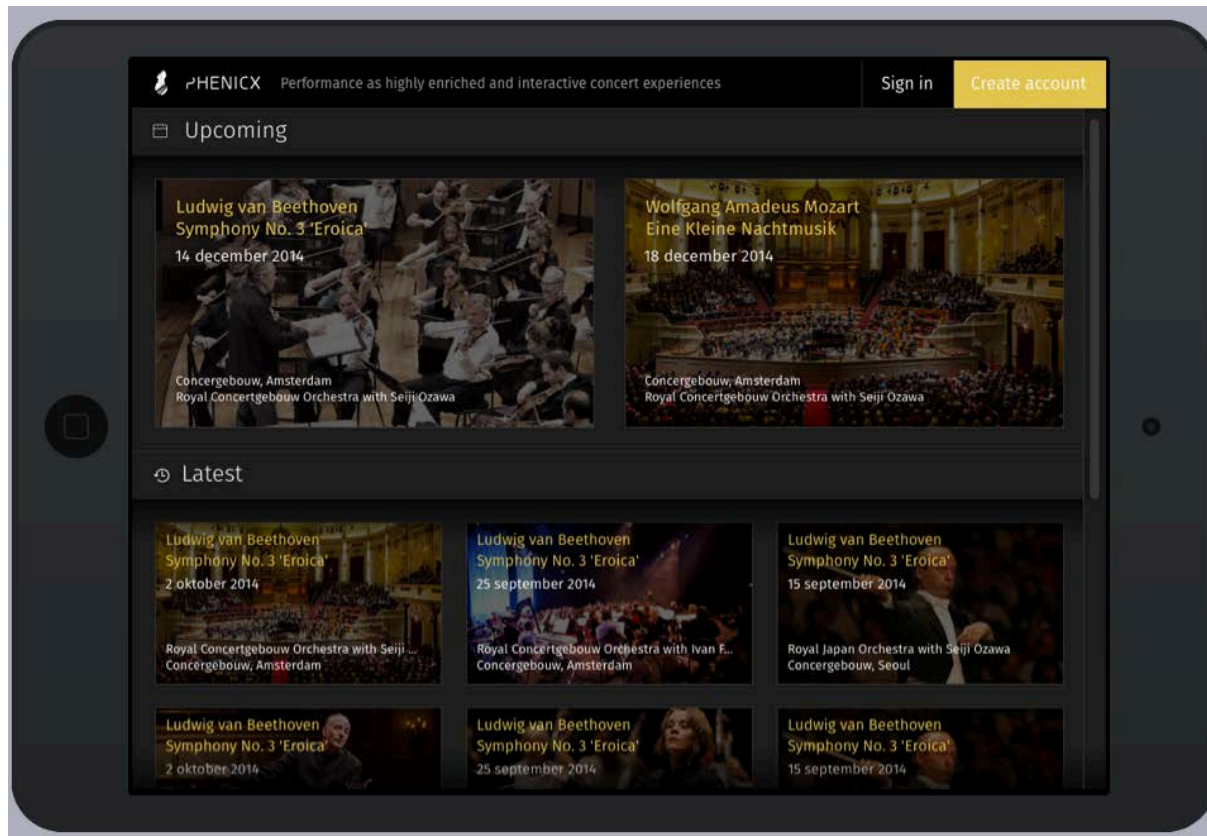 PHENICX Performance as highly enriched and interactive concert experiences Sign in Create account
Upcoming
Ludwig van Beethoven
Symphony No. 3 'Eroica'
14 december 2014
Concergebouw, Amsterdam
Royal Concertgebouw Orchestra with Seiji Ozawa
Wolfgang Amadeus Mozart
Eine Kleine Nachtmusik
18 december 2014
Concergebouw, Amsterdam
Royal Concertgebouw Orchestra with Seiji Ozawa
Latest
Ludwig van Beethoven
Symphony No. 3 'Eroica'
2 oktober 2014
Royal Concertgebouw Orchestra with Seiji ...
Concergebouw, Amsterdam
Ludwig van Beethoven
Symphony No. 3 'Eroica'
25 september 2014
Royal Concertgebouw Orchestra with Ivan F...
Concergebouw, Amsterdam
Ludwig van Beethoven
Symphony No. 3 'Eroica'
15 september 2014
Royal Japan Orchestra with Seiji Ozawa
Concergebouw, Seoul
Ludwig van Beethoven
Symphony No. 3 'Eroica'
2 oktober 2014
Ludwig van Beethoven
Symphony No. 3 'Eroica'
25 september 2014
Ludwig van Beethoven
Symphony No. 3 'Eroica'
15 september 2014